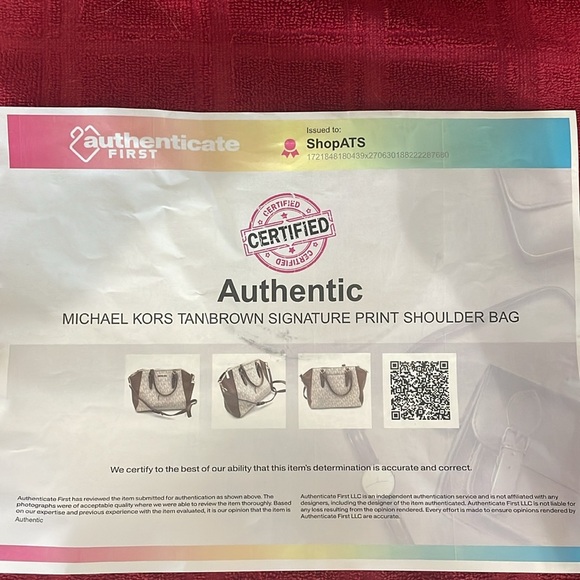 authenticate
FIRST
Issued to:
ShopATS
CERTIFIED
CERTIFIED
CERTIFIED
Authentic
MICHAEL KORS TAN\BROWN SIGNATURE PRINT SHOULDER BAG
We certify to the best of our ability that this item's determination is accurate and correct.
Authenticate First has reviewed the item submitted for authentication as shown above. The
photographs were of acceptable quality where we were able to review the item thoroughly. Based
on our expertise and previous experience with the item evaluated, it is our opinion that the item is
Authentic
Authenticate First LLC is an independent authentication service and is not affiliated with any
designers, including the designer of the item authenticated. Authenticate First LLC is not liable for
any loss resulting from the opinion rendered. Every effort is made to ensure opinions rendered by
Authenticate First LLC are accurate.